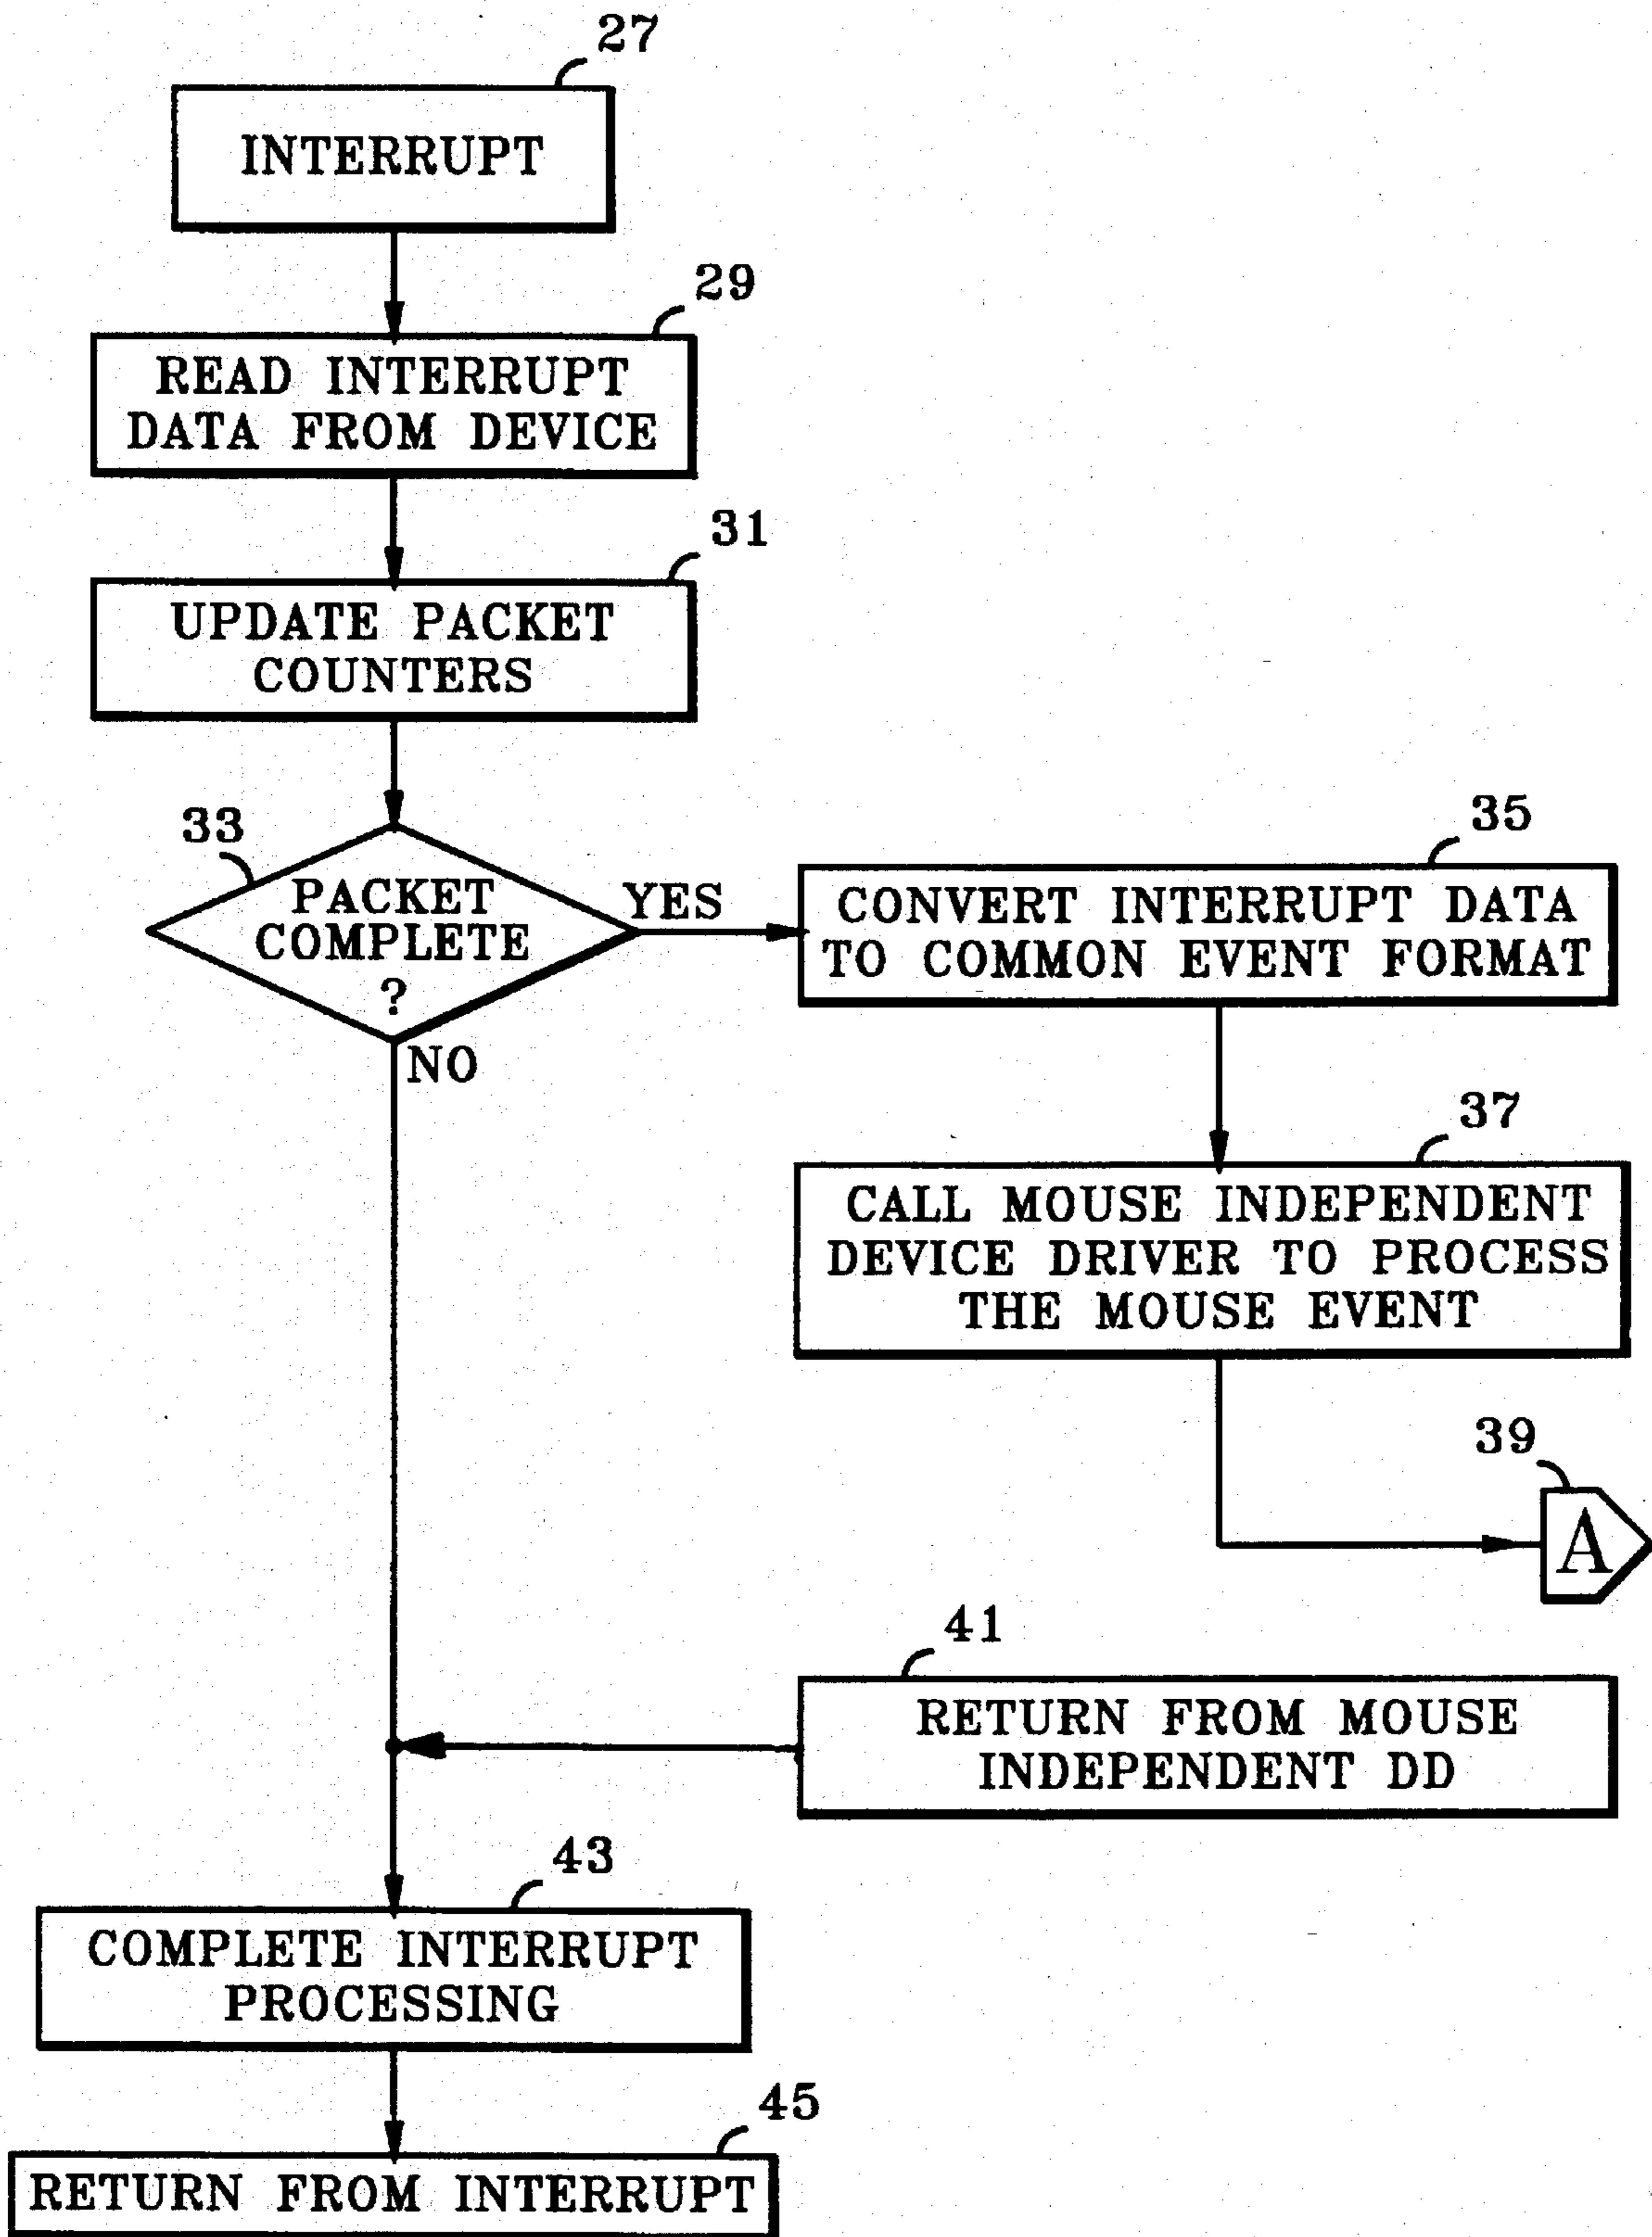 27
INTERRUPT
29
READ INTERRUPT
DATA FROM DEVICE
31
UPDATE PACKET
COUNTERS
33
PACKET
COMPLETE
?
YES
NO
35
CONVERT INTERRUPT DATA
TO COMMON EVENT FORMAT
37
CALL MOUSE INDEPENDENT
DEVICE DRIVER TO PROCESS
THE MOUSE EVENT
39
A
41
RETURN FROM MOUSE
INDEPENDENT DD
43
COMPLETE INTERRUPT
PROCESSING
45
RETURN FROM INTERRUPT